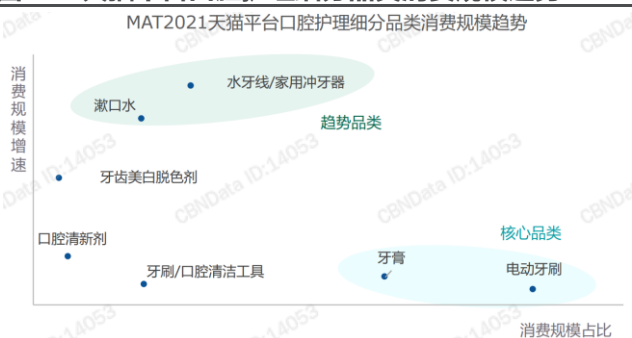 MAT2021天猫平台口腔护理细分品类消费规模趋势
消费规模增速
水牙线/家用冲牙器
漱口水
趋势品类
牙齿美白脱色剂
核心品类
口腔清新剂
牙刷/口腔清洁工具
牙膏
电动牙刷
消费规模占比
CBNData ID:14053